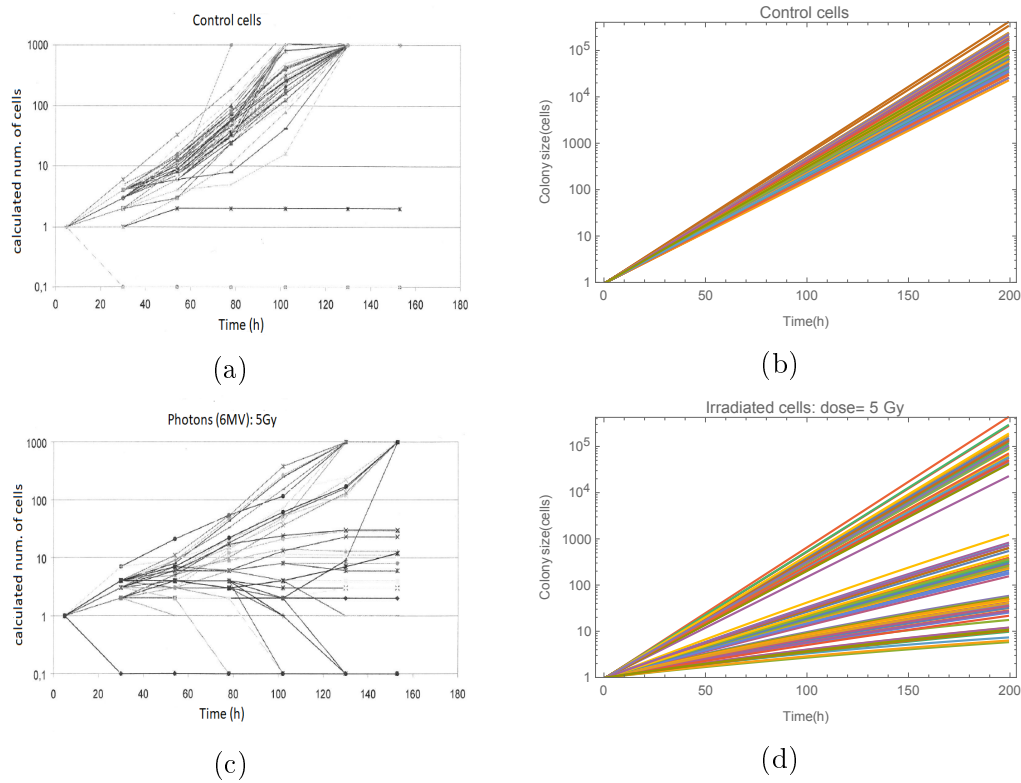 Control cells
calculated num. of cells
1000
100
10
1
0,1
0 20 40 60 80 100 120 140 160 180
Time (h)
(a)
Control cells
Colony size(cells)
10^5
10^4
1000
100
10
1
0 50 100 150 200
Time(h)
(b)
Photons (6MV): 5Gy
calculated num. of cells
1000
100
10
1
0,1
0 20 40 60 80 100 120 140 160 180
Time (h)
(c)
Irradiated cells: dose= 5 Gy
Colony size(cells)
10^5
10^4
1000
100
10
1
0 50 100 150 200
Time(h)
(d)